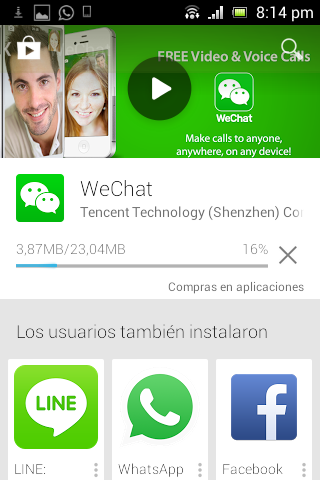 8:14 pm
FREE Video & Voice Calls
WeChat
Make calls to anyone,
anywhere, on any device!
WeChat
Tencent Technology (Shenzhen) Co
3,87MB/23,04MB 16%
Compras en aplicaciones
Los usuarios también instalaron
LINE
LINE: WhatsApp Facebook